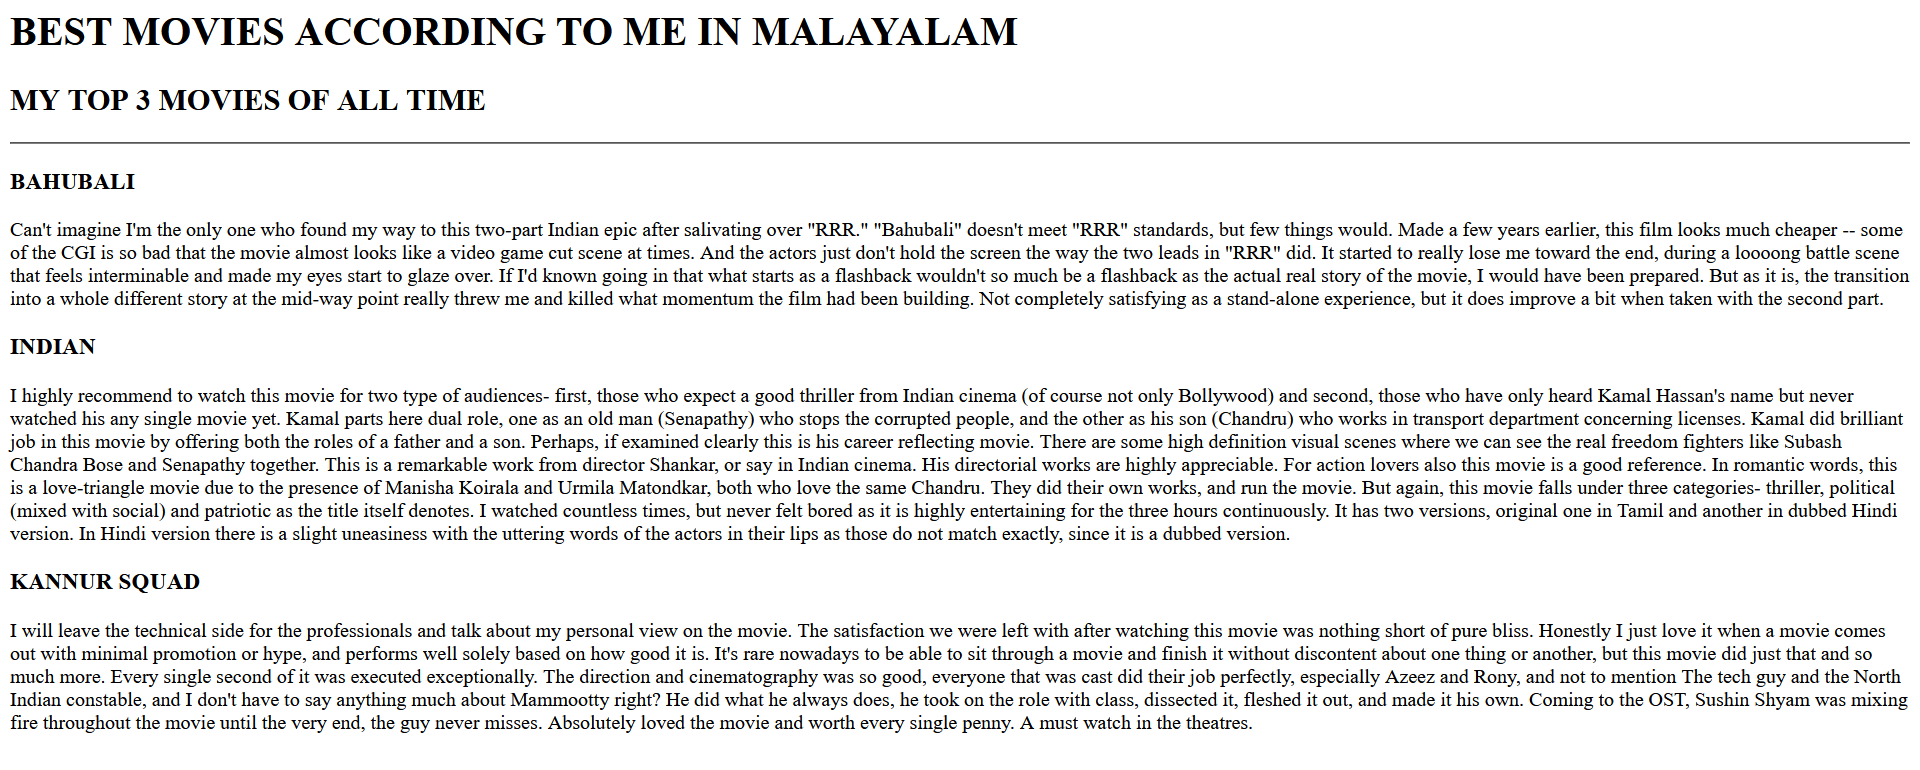 BEST MOVIES ACCORDING TO ME IN MALAYALAM
MY TOP 3 MOVIES OF ALL TIME
BAHUBALI
Can't imagine I'm the only one who found my way to this two-part Indian epic after salivating over "RRR." "Bahubali" doesn't meet "RRR" standards, but few things would. Made a few years earlier, this film looks much cheaper -- some
of the CGI is so bad that the movie almost looks like a video game cut scene at times. And the actors just don't hold the screen the way the two leads in "RRR" did. It started to really lose me toward the end, during a loooong battle scene
that feels interminable and made my eyes start to glaze over. If I'd known going in that what starts as a flashback wouldn't so much be a flashback as the actual real story of the movie, I would have been prepared. But as it is, the transition
into a whole different story at the mid-way point really threw me and killed what momentum the film had been building. Not completely satisfying as a stand-alone experience, but it does improve a bit when taken with the second part.
INDIAN
I highly recommend to watch this movie for two type of audiences- first, those who expect a good thriller from Indian cinema (of course not only Bollywood) and second, those who have only heard Kamal Hassan's name but never
watched his any single movie yet. Kamal parts here dual role, one as an old man (Senapathy) who stops the corrupted people, and the other as his son (Chandru) who works in transport department concerning licenses. Kamal did brilliant
job in this movie by offering both the roles of a father and a son. Perhaps, if examined clearly this is his career reflecting movie. There are some high definition visual scenes where we can see the real freedom fighters like Subash
Chandra Bose and Senapathy together. This is a remarkable work from director Shankar, or say in Indian cinema. His directorial works are highly appreciable. For action lovers also this movie is a good reference. In romantic words, this
is a love-triangle movie due to the presence of Manisha Koirala and Urmila Matondkar, both who love the same Chandru. They did their own works, and run the movie. But again, this movie falls under three categories- thriller, political
(mixed with social) and patriotic as the title itself denotes. I watched countless times, but never felt bored as it is highly entertaining for the three hours continuously. It has two versions, original one in Tamil and another in dubbed Hindi
version. In Hindi version there is a slight uneasiness with the uttering words of the actors in their lips as those do not match exactly, since it is a dubbed version.
KANNUR SQUAD
I will leave the technical side for the professionals and talk about my personal view on the movie. The satisfaction we were left with after watching this movie was nothing short of pure bliss. Honestly I just love it when a movie comes
out with minimal promotion or hype, and performs well solely based on how good it is. It's rare nowadays to be able to sit through a movie and finish it without discontent about one thing or another, but this movie did just that and so
much more. Every single second of it was executed exceptionally. The direction and cinematography was so good, everyone that was cast did their job perfectly, especially Azeez and Rony, and not to mention The tech guy and the North
Indian constable, and I don't have to say anything much about Mammootty right? He did what he always does, he took on the role with class, dissected it, fleshed it out, and made it his own. Coming to the OST, Sushin Shyam was mixing
fire throughout the movie until the very end, the guy never misses. Absolutely loved the movie and worth every single penny. A must watch in the theatres.